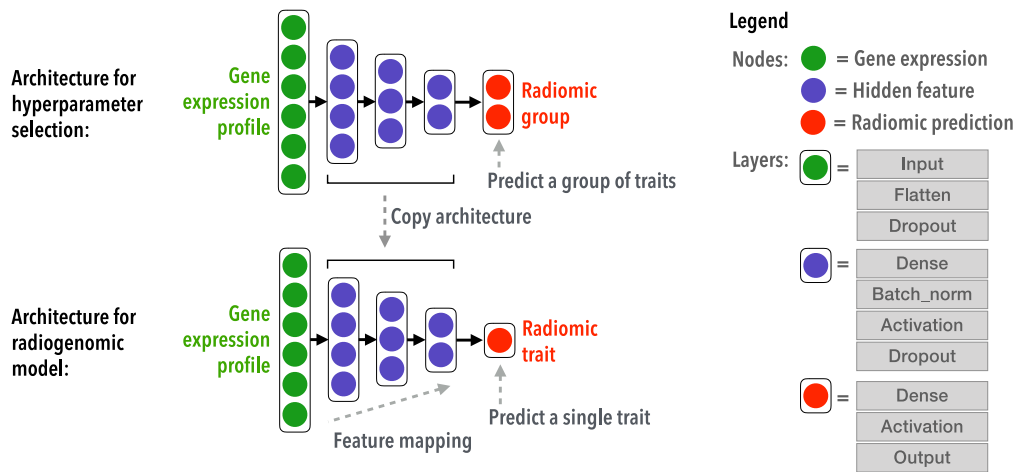 Architecture for
hyperparameter
selection:
Gene
expression
profile
Radiomic
group
Predict a group of traits
Copy architecture
Architecture for
radiogenomic
model:
Gene
expression
profile
Radiomic
trait
Predict a single trait
Feature mapping
Legend
Nodes:
= Gene expression
= Hidden feature
= Radiomic prediction
Layers:
=
Input
Flatten
Dropout
=
Dense
Batch_norm
Activation
Dropout
=
Dense
Activation
Output